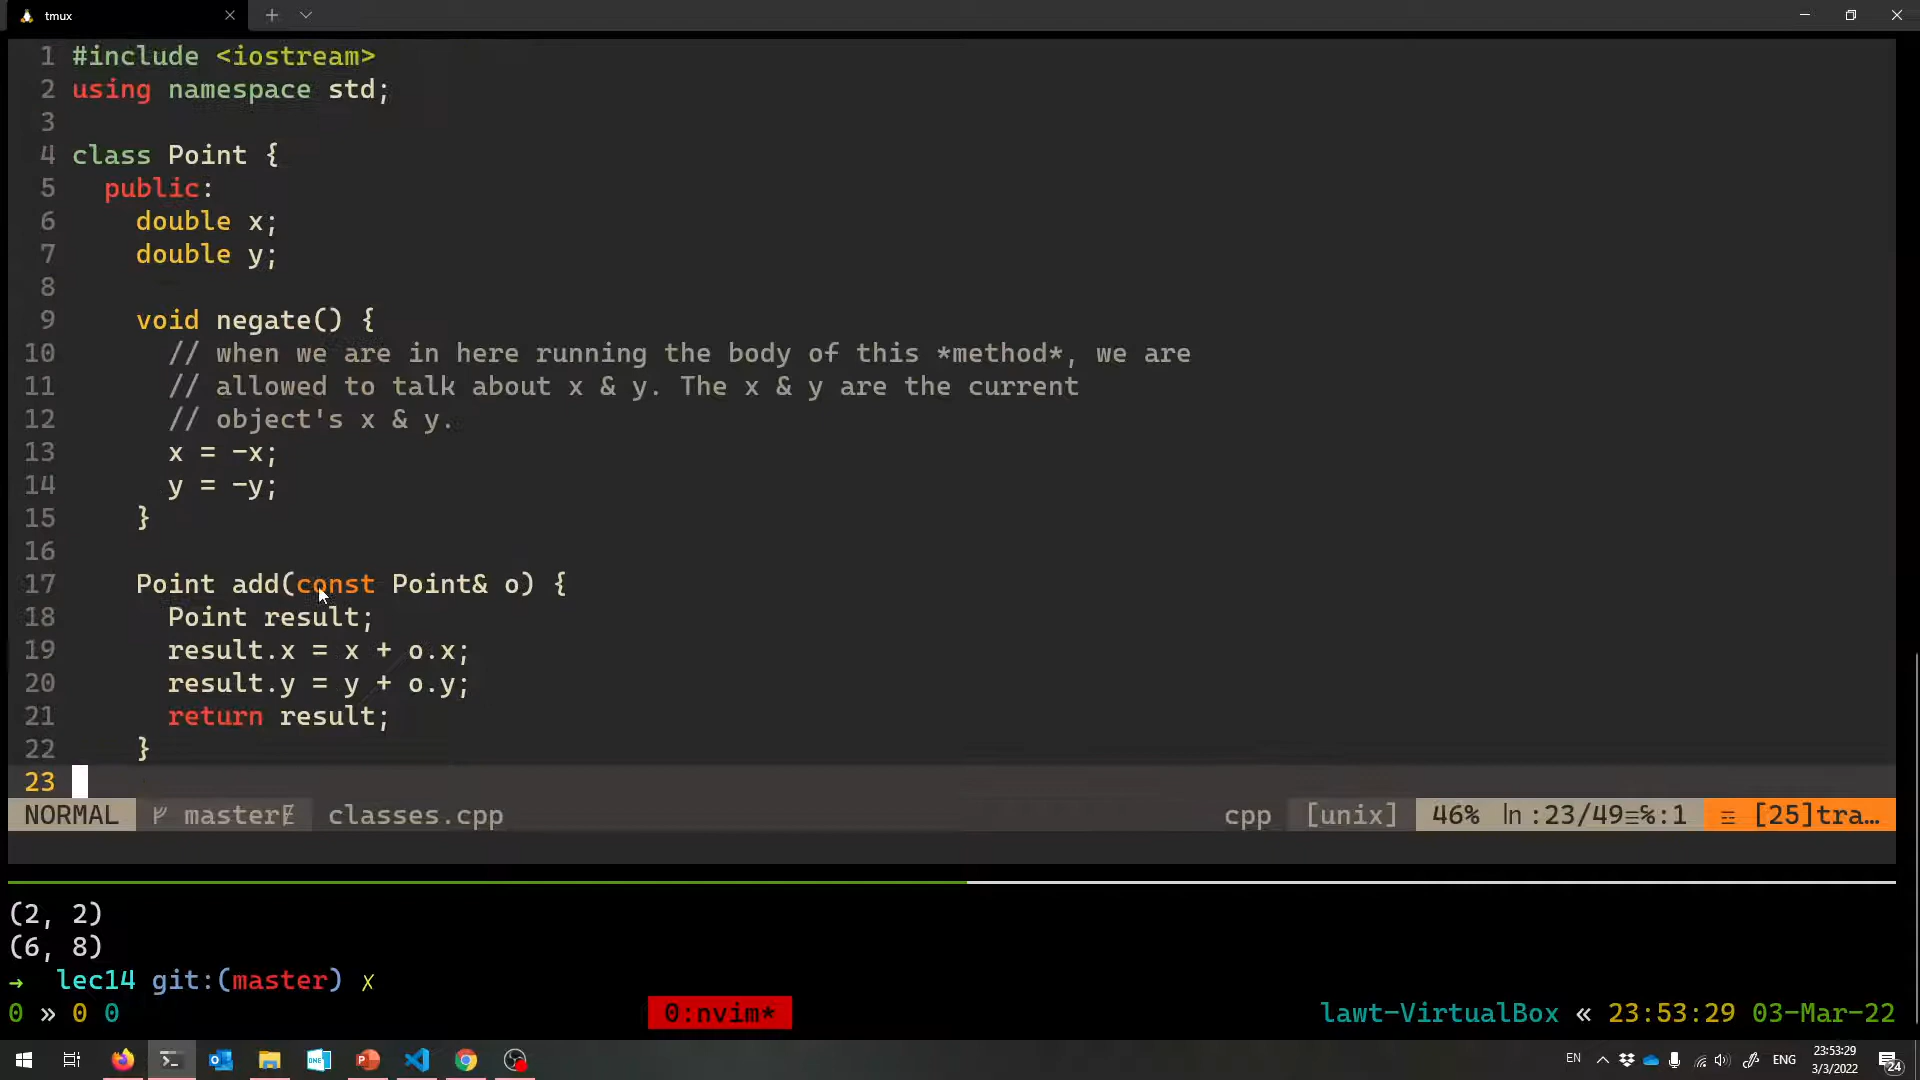 tmux
1 #include <iostream>
2 using namespace std;
3
4 class Point {
5 public:
6 double x;
7 double y;
8
9 void negate() {
10 // when we are in here running the body of this *method*, we are
11 // allowed to talk about x & y. The x & y are the current
12 // object's x & y.
13 x = -x;
14 y = -y;
15 }
16
17 Point add(const Point& o) {
18 Point result;
19 result.x = x + o.x;
20 result.y = y + o.y;
21 return result;
22 }
23
NORMAL master classes.cpp cpp [unix] 46% ln :23/49≡%:1 ☲ [25]tra…
(2, 2)
(6, 8)
→ lec14 git:(master) ✗
0 » 0 0 0:nvim* lawt-VirtualBox « 23:53:29 03-Mar-22
EN ENG 23:53:29
3/3/2022
24